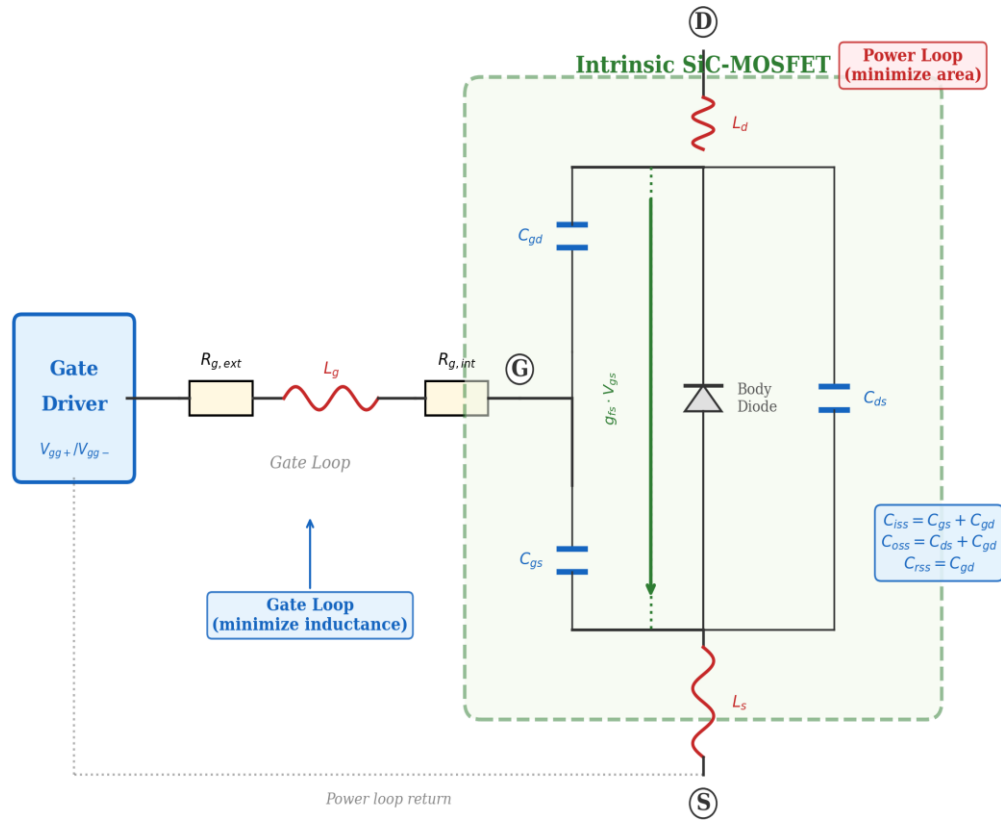 D
Intrinsic SiC-MOSFET
Power Loop
(minimize area)
L_d
C_gd
Gate
Driver
V_gg+/V_gg−
R_g,ext
L_g
R_g,int
G
g_fs · V_gs
Body
Diode
C_ds
Gate Loop
C_gs
C_iss = C_gs + C_gd
C_oss = C_ds + C_gd
C_rss = C_gd
Gate Loop
(minimize inductance)
L_s
Power loop return
S